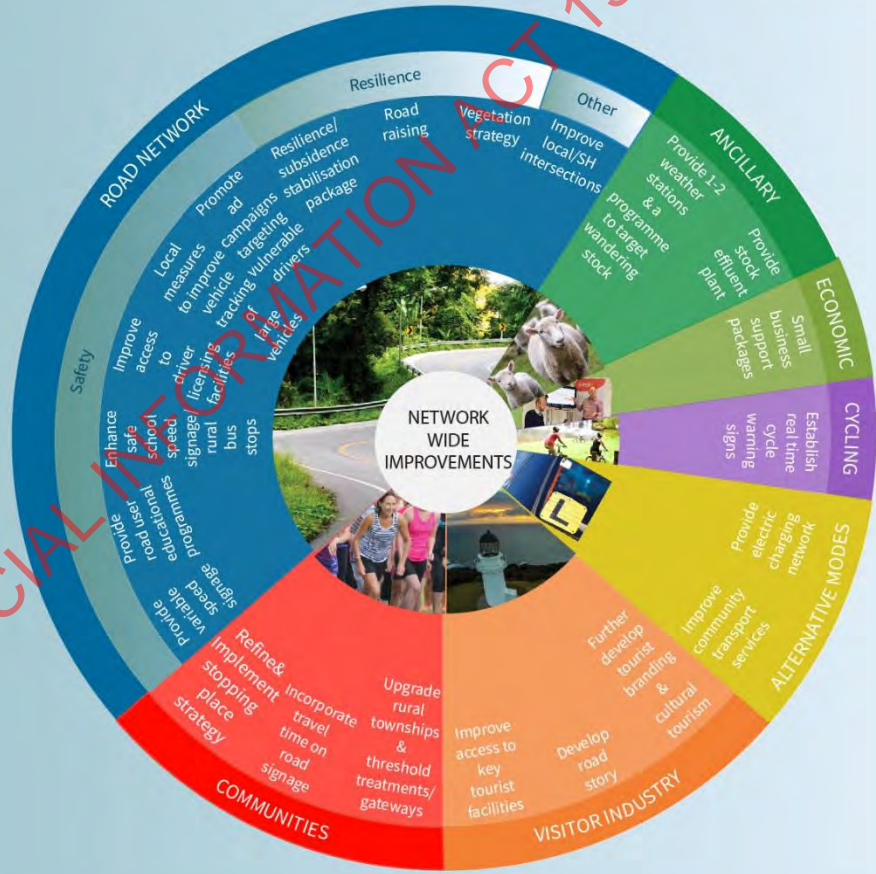 CIAL INFORMATION ACT 19
NETWORK
WIDE
IMPROVEMENTS
ROAD NETWORK
Safety
Provide
variable
speed
signage
Provide
road user
educational
programmes
Enhance
safe
school
speed
signage/
rural
bus
stops
Improve
access
to
driver
licensing
facilities
Local
measures
to improve
vehicle
tracking
of
large
vehicles
Promote
ad
campaigns
targeting
vulnerable
drivers
Resilience
Resilience/
subsidence
stabilisation
package
Road
raising
Vegetation
strategy
Other
Improve
local/SH
intersections
ANCILLARY
Provide 1-2
weather
stations
& a
programme
to target
wandering
stock
Provide
stock
effluent
plant
ECONOMIC
Small
business
support
packages
CYCLING
Establish
real time
cycle
warning
signs
ALTERNATIVE MODES
Provide
electric
charging
network
Improve
community
transport
services
VISITOR INDUSTRY
Further
develop
tourist
branding
&
cultural
tourism
Develop
road
story
Improve
access to
key
tourist
facilities
COMMUNITIES
Upgrade
rural
townships
&
threshold
treatments/
gateways
Incorporate
travel
time on
road
signage
Refine&
Implement
stopping
place
strategy
L